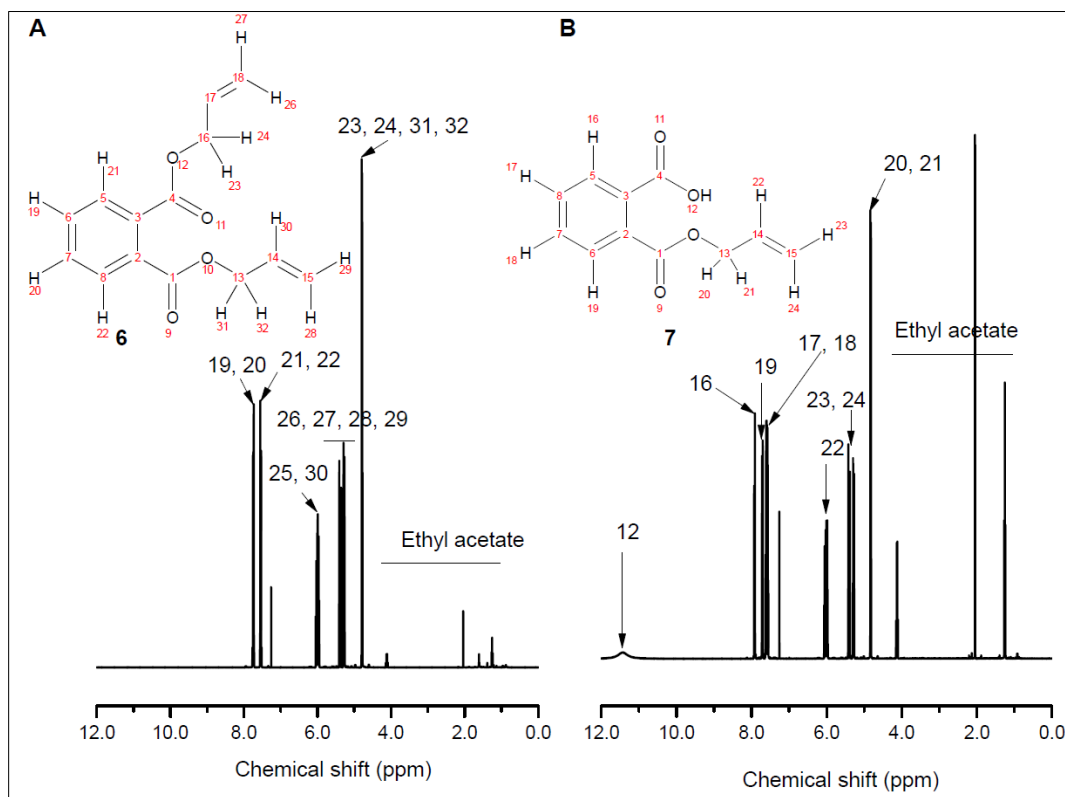 A
27
H
18
17
H
26
23, 24, 31, 32
16
H
24
O
12
H
H
21
23
5
4
H
6
3
O
11
H
30
19
7
2
O
10
14
H
29
H
20
8
1
13
15
H
O
H
H
H
22
9
31
32
28
6
19, 20
21, 22
26, 27, 28, 29
25, 30
Ethyl acetate
12.0 10.0 8.0 6.0 4.0 2.0 0.0
Chemical shift (ppm)
B
16
11
H
O
20, 21
17
H
5
4
22
8
3
OH
12
H
23
H
7
2
O
14
H
18
6
1
13
15
H
O
H
H
H
19
9
20
21
24
7
Ethyl acetate
17, 18
16
19
23, 24
22
12
12.0 10.0 8.0 6.0 4.0 2.0 0.0
Chemical shift (ppm)